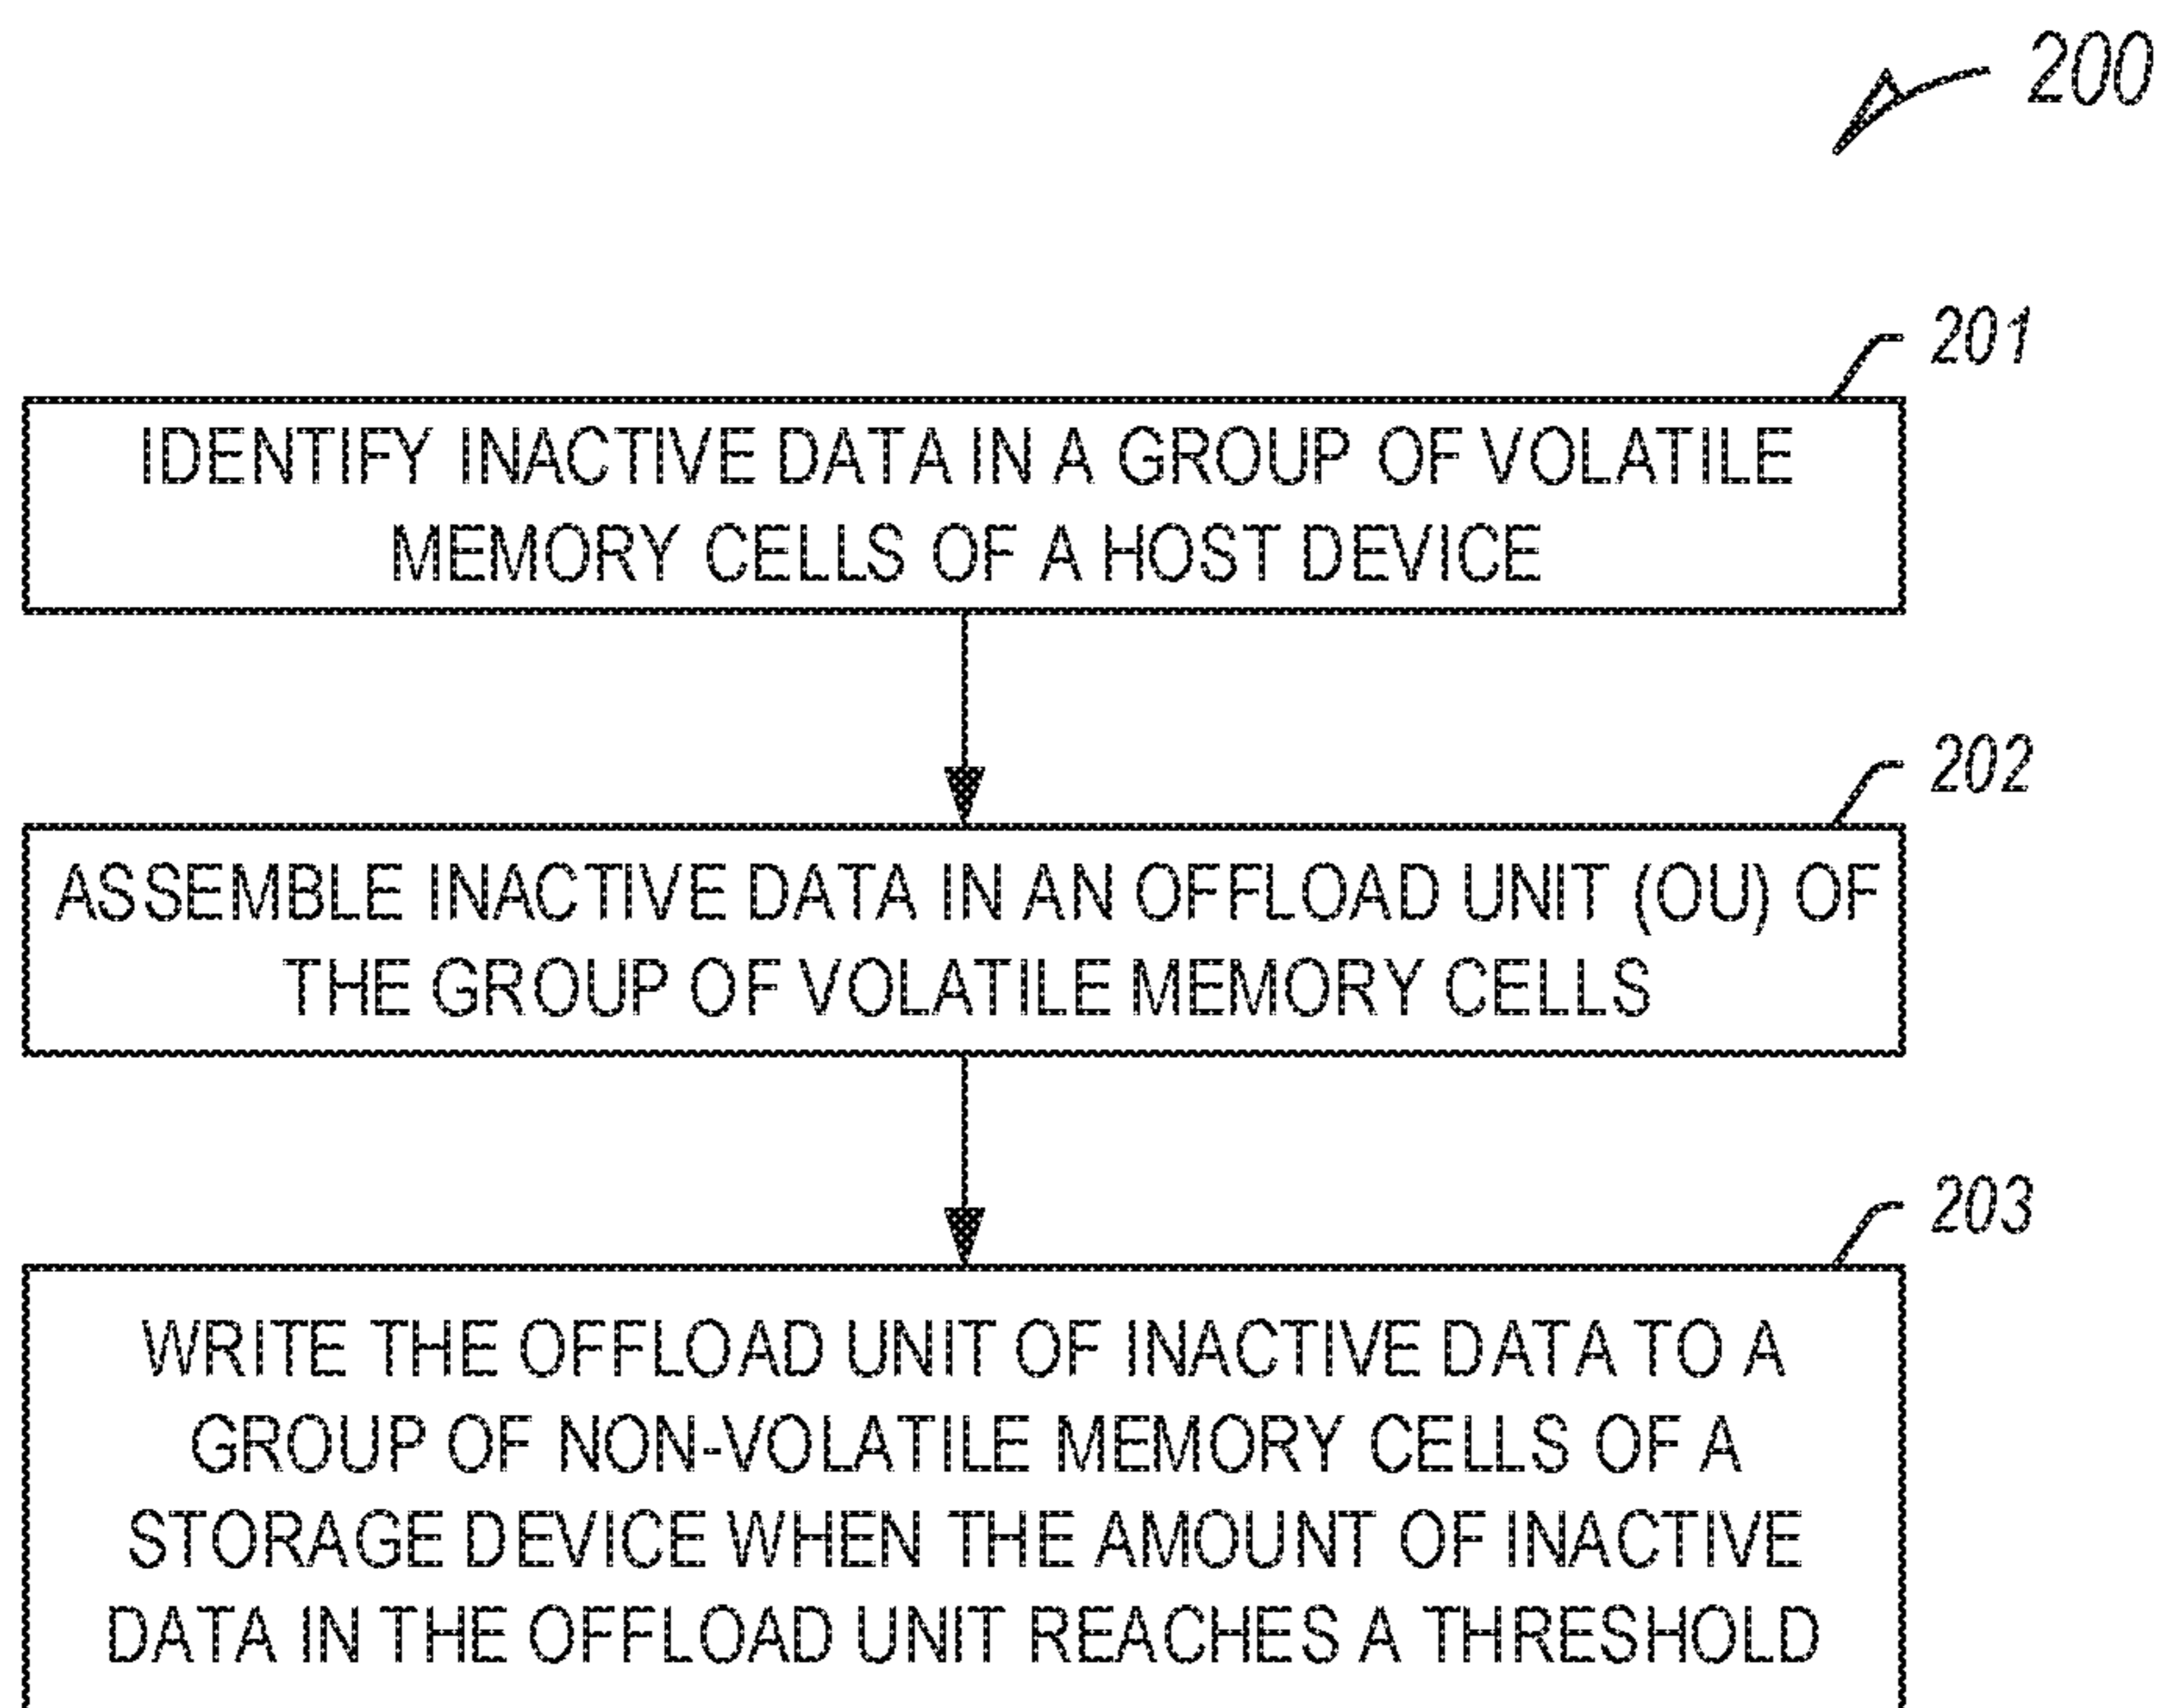 200
201
IDENTIFY INACTIVE DATA IN A GROUP OF VOLATILE
MEMORY CELLS OF A HOST DEVICE
202
ASSEMBLE INACTIVE DATA IN AN OFFLOAD UNIT (OU) OF
THE GROUP OF VOLATILE MEMORY CELLS
203
WRITE THE OFFLOAD UNIT OF INACTIVE DATA TO A
GROUP OF NON-VOLATILE MEMORY CELLS OF A
STORAGE DEVICE WHEN THE AMOUNT OF INACTIVE
DATA IN THE OFFLOAD UNIT REACHES A THRESHOLD